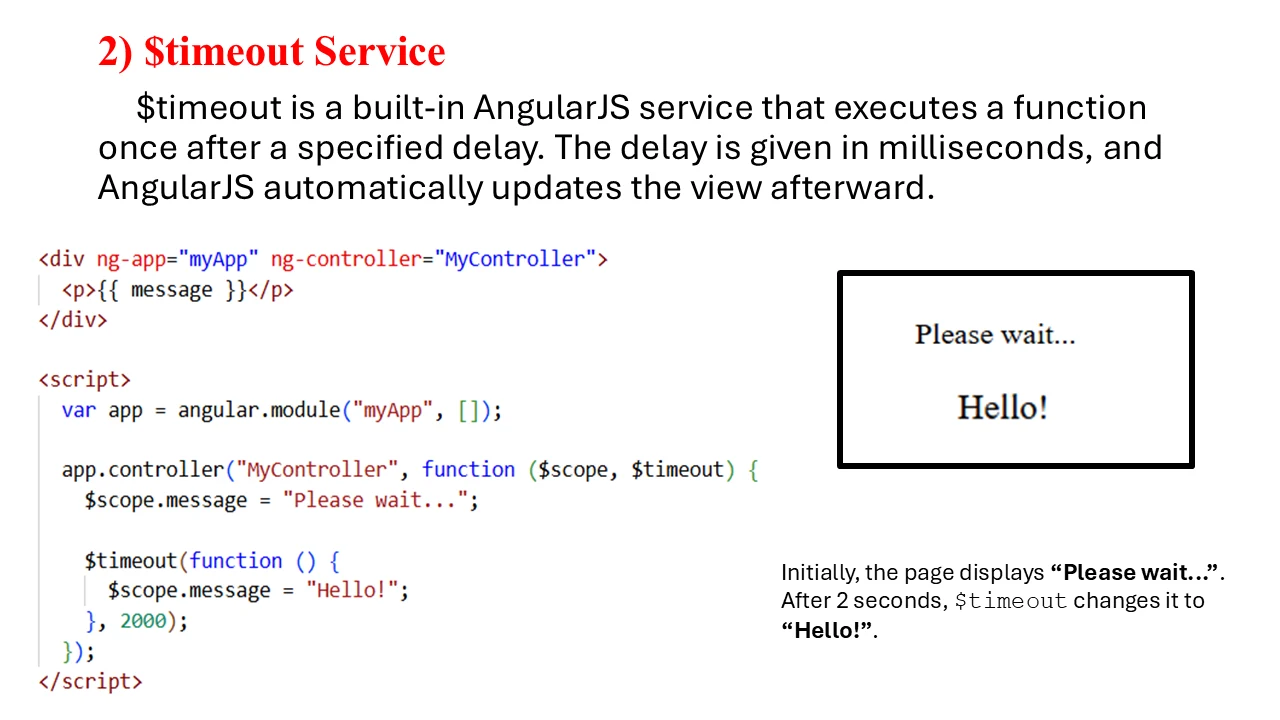 2) $timeout Service
$timeout is a built-in AngularJS service that executes a function
once after a specified delay. The delay is given in milliseconds, and
AngularJS automatically updates the view afterward.
<div ng-app="myApp" ng-controller="MyController">
  <p>{{ message }}</p>
</div>
<script>
  var app = angular.module("myApp", []);
  app.controller("MyController", function ($scope, $timeout) {
    $scope.message = "Please wait...";
    $timeout(function () {
      $scope.message = "Hello!";
    }, 2000);
  });
</script>
Please wait...
Hello!
Initially, the page displays “Please wait...”.
After 2 seconds, $timeout changes it to
“Hello!”.